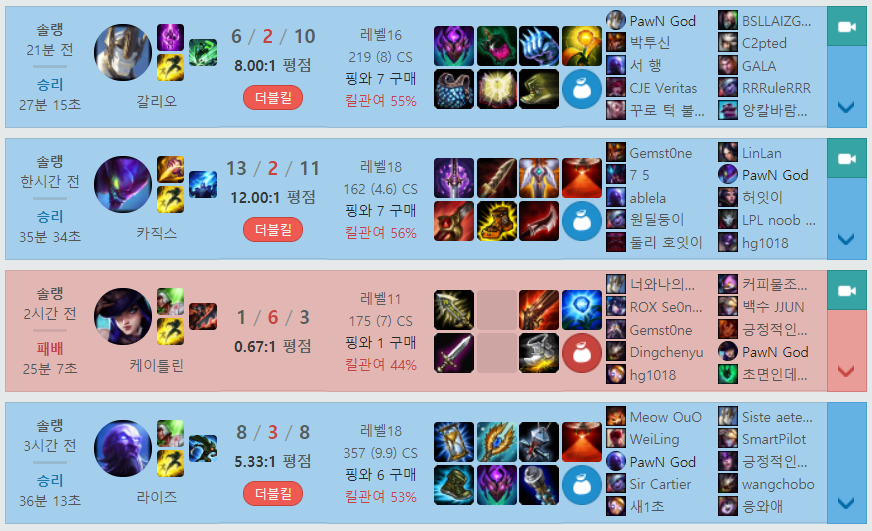 솔랭
21분 전
승리
27분 15초
갈리오
6 / 2 / 10
8.00:1 평점
더블킬
레벨16
219 (8) CS
핑와 7 구매
킬관여 55%
PawN God
박투신
서 행
CJE Veritas
꾸로 턱 볼...
BSLLAIZG...
C2pted
GALA
RRRuleRRR
앙칼바람...
솔랭
한시간 전
승리
35분 34초
카직스
13 / 2 / 11
12.00:1 평점
더블킬
레벨18
162 (4.6) CS
핑와 7 구매
킬관여 56%
Gemst0ne
7 5
ablela
원딜둥이
둘리 호잇이
LinLan
PawN God
허잇이
LPL noob ...
hg1018
솔랭
2시간 전
패배
25분 7초
케이틀린
1 / 6 / 3
0.67:1 평점
레벨11
175 (7) CS
핑와 1 구매
킬관여 44%
너와나의...
ROX Se0n...
Gemst0ne
Dingchenyu
hg1018
커피물조...
백수 JJUN
긍정적인...
PawN God
초면인데...
솔랭
3시간 전
승리
36분 13초
라이즈
8 / 3 / 8
5.33:1 평점
더블킬
레벨18
357 (9.9) CS
핑와 6 구매
킬관여 53%
Meow OuO
WeiLing
PawN God
Sir Cartier
새1초
Siste aete...
SmartPilot
긍정적인...
wangchobo
응와애